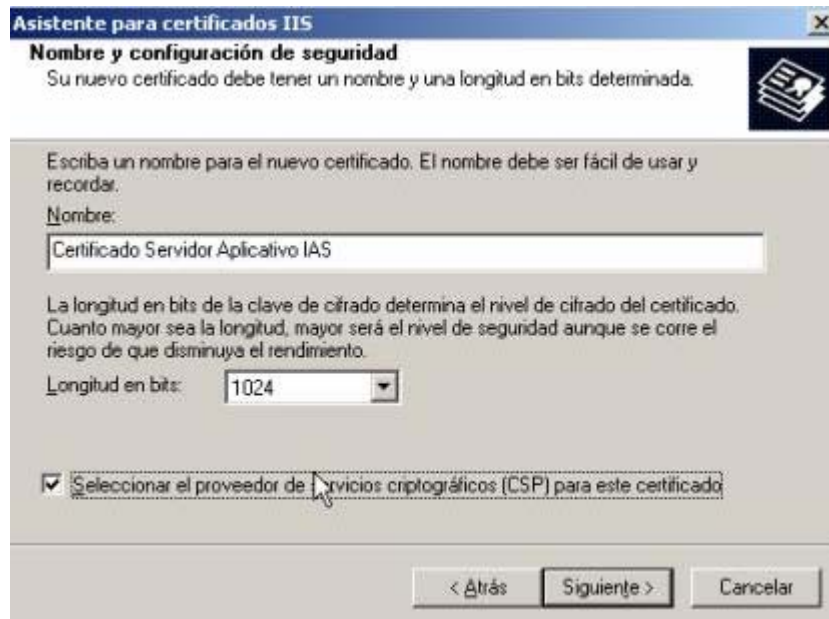 Asistente para certificados IIS
Nombre y configuración de seguridad
Su nuevo certificado debe tener un nombre y una longitud en bits determinada.
Escriba un nombre para el nuevo certificado. El nombre debe ser fácil de usar y
recordar.
Nombre:
Certificado Servidor Aplicativo IAS
La longitud en bits de la clave de cifrado determina el nivel de cifrado del certificado.
Cuanto mayor sea la longitud, mayor será el nivel de seguridad aunque se corre el
riesgo de que disminuya el rendimiento.
Longitud en bits: 1024
Seleccionar el proveedor de servicios criptográficos (CSP) para este certificado
< Atrás Siguiente > Cancelar